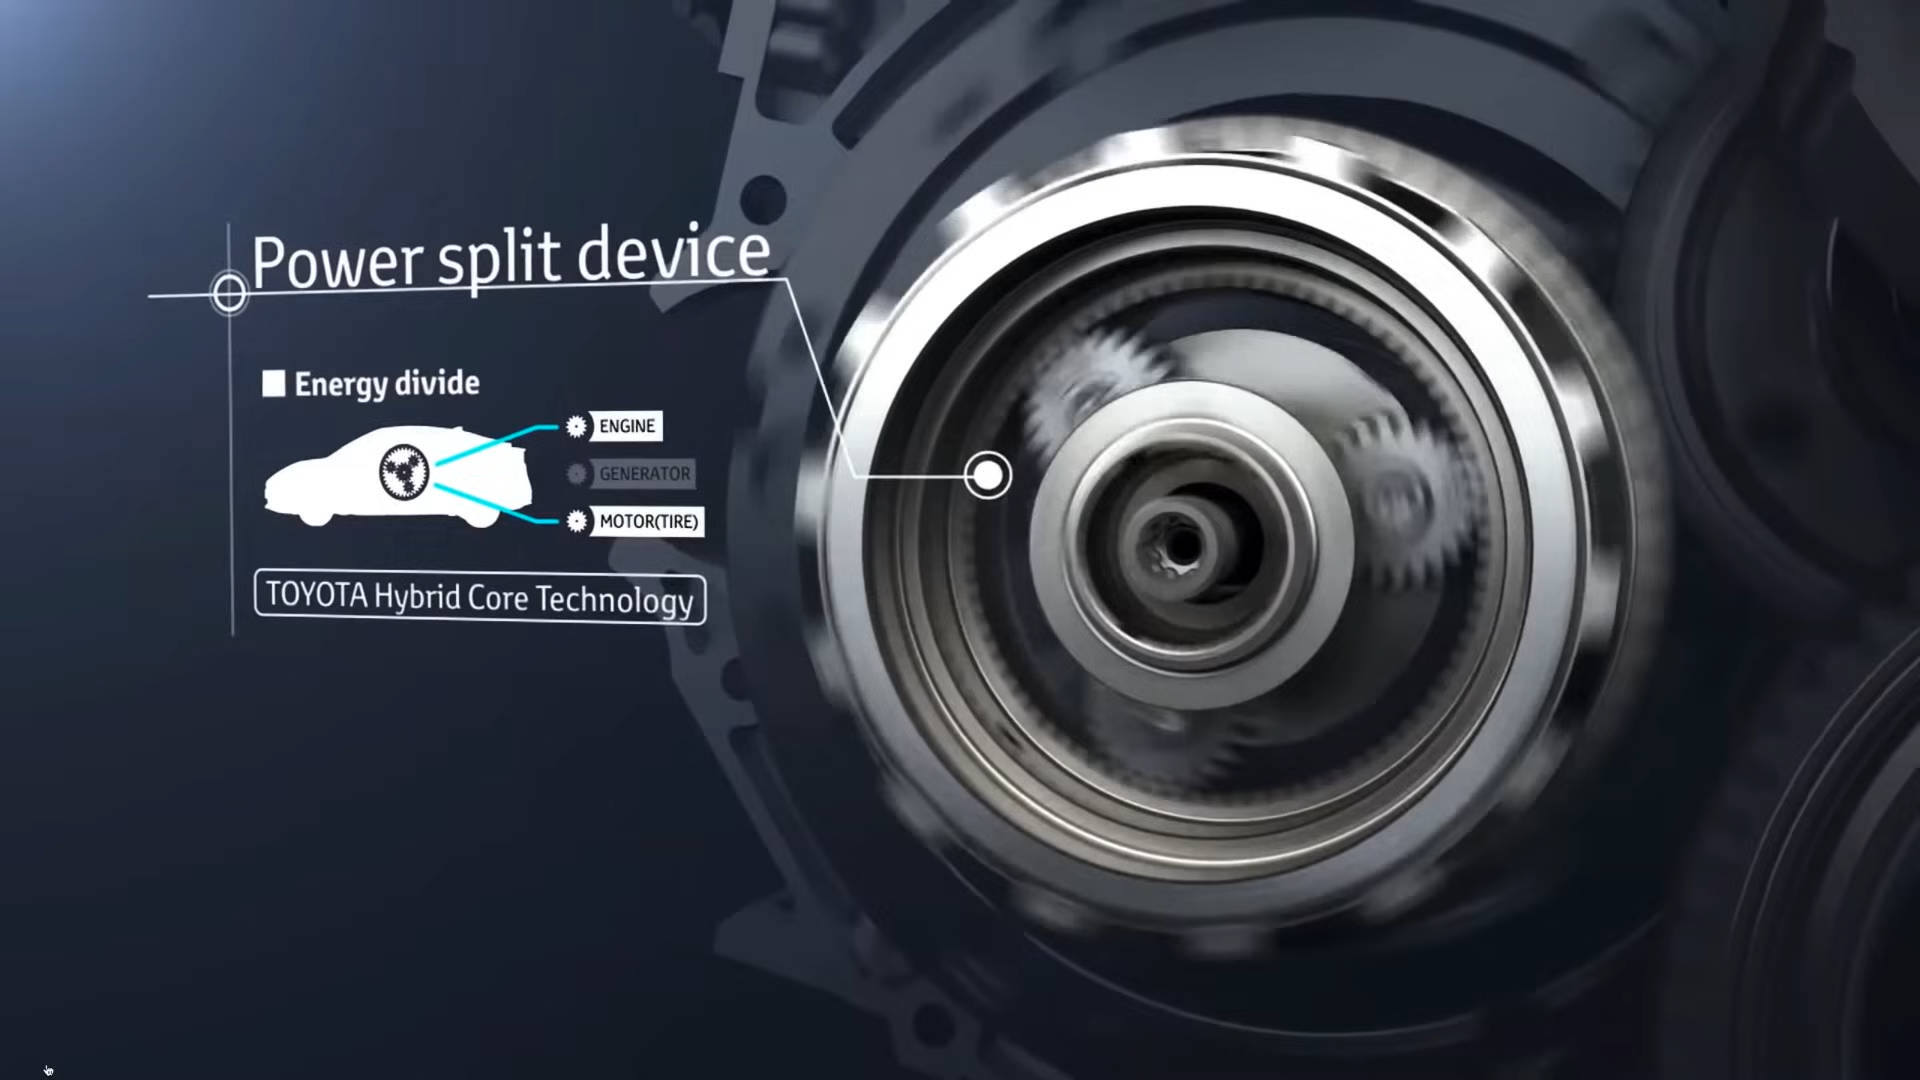 Power split device
Energy divide
ENGINE
GENERATOR
MOTOR(TIRE)
TOYOTA Hybrid Core Technology